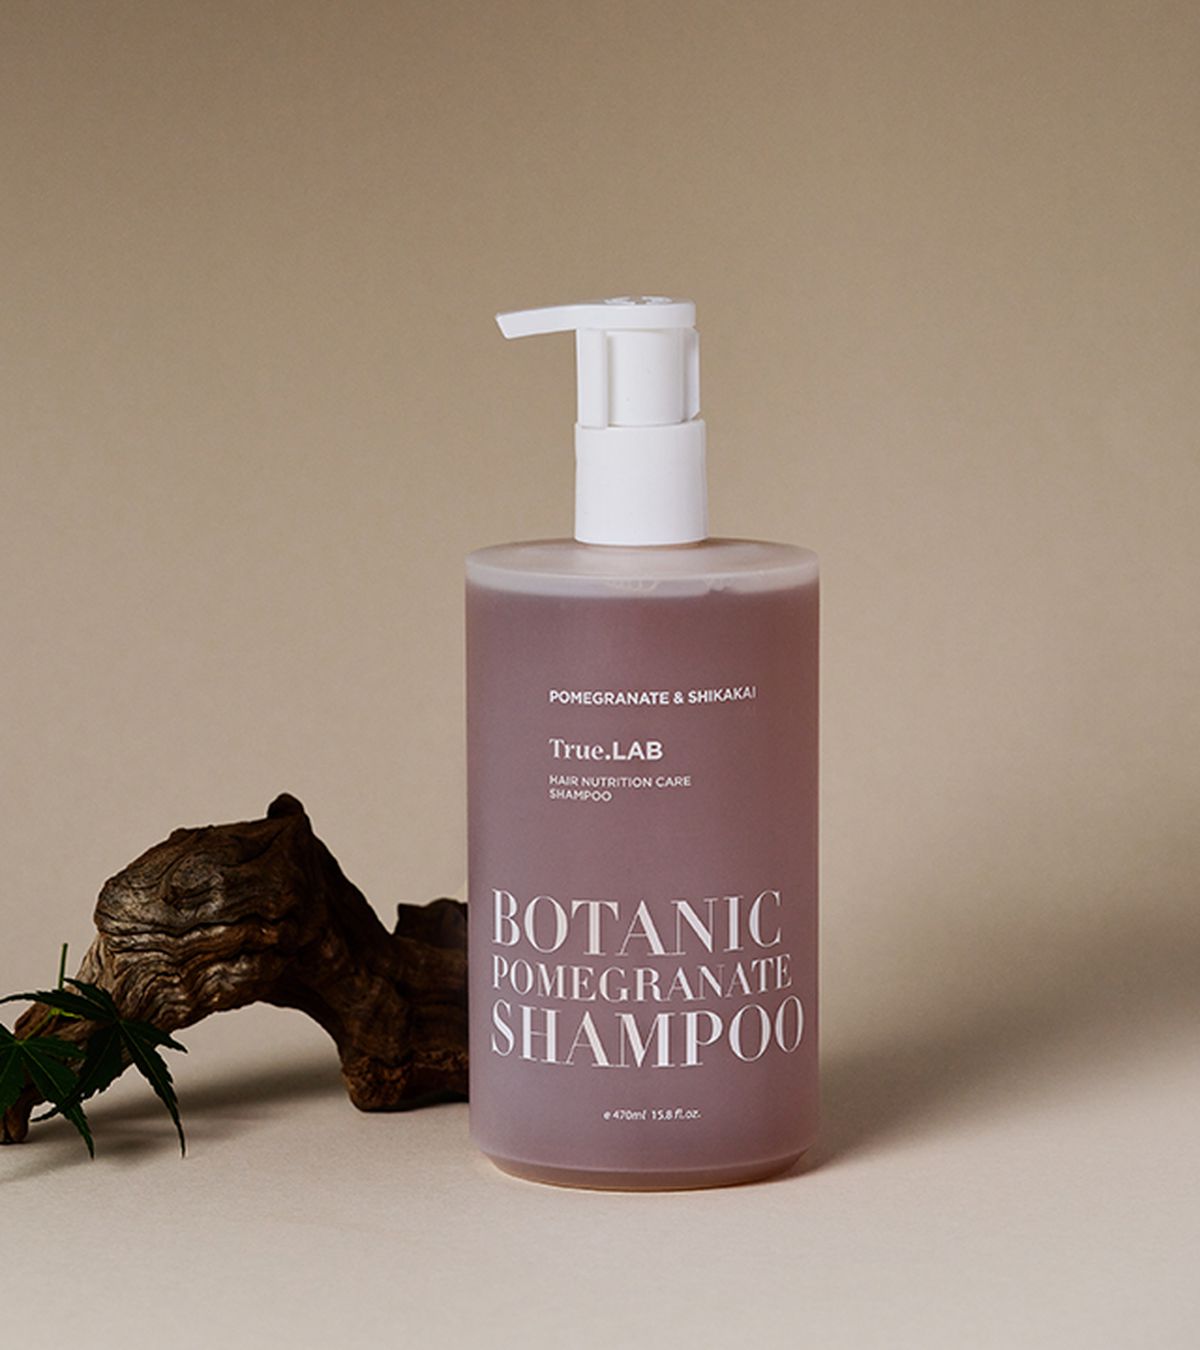 POMEGRANATE & SHIKAKAI
True.LAB
HAIR NUTRITION CARE
SHAMPOO
BOTANIC
POMEGRANATE
SHAMPOO
e 470ml 15.8 fl.oz.